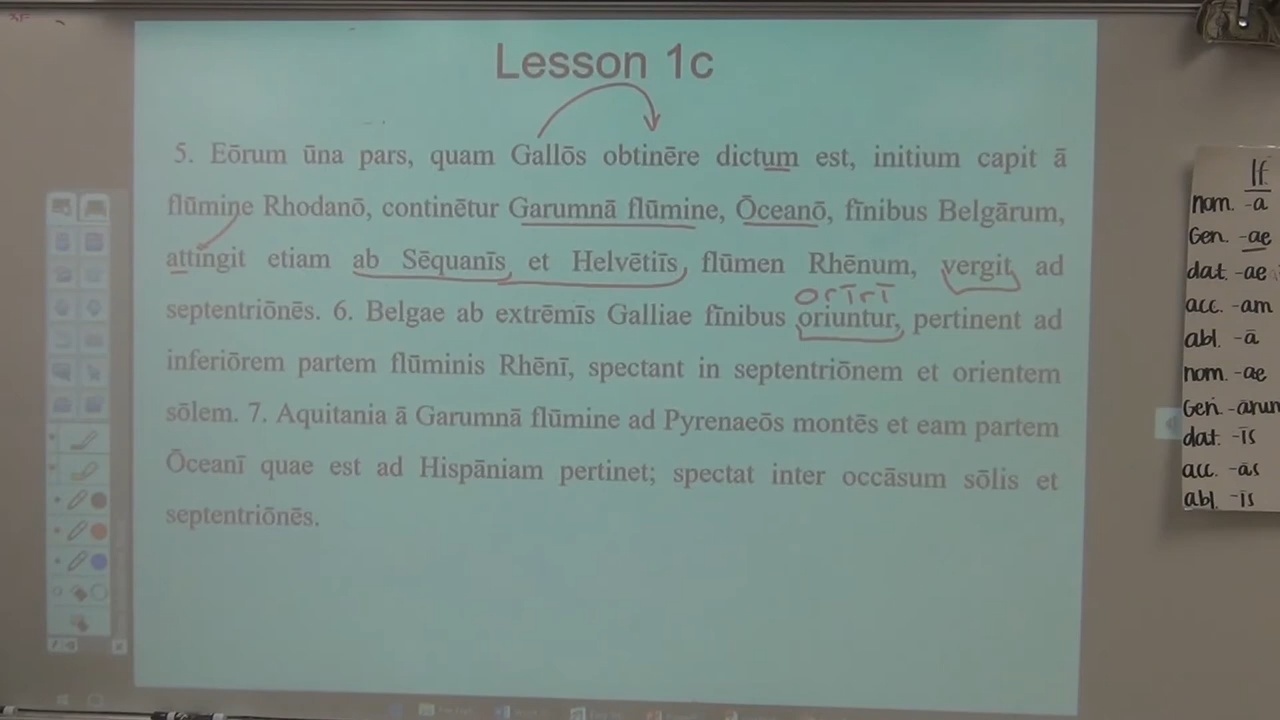 Lesson 1c
5. Eōrum ūna pars, quam Gallōs obtinēre dictum est, initium capit ā
flūmine Rhodanō, continētur Garumnā flūmine, Ōceanō, fīnibus Belgārum,
attingit etiam ab Sēquanīs et Helvētiīs flūmen Rhēnum, vergit ad
orīrī
septentriōnēs. 6. Belgae ab extrēmīs Galliae fīnibus oriuntur, pertinent ad
inferiōrem partem flūminis Rhēnī, spectant in septentriōnem et orientem
sōlem. 7. Aquitania ā Garumnā flūmine ad Pyrenaeōs montēs et eam partem
Ōceanī quae est ad Hispāniam pertinet; spectat inter occāsum sōlis et
septentriōnēs.
nom. -a
Gen. -ae
dat. -ae
acc. -am
abl. -ā
nom. -ae
Gen. -ārun
dat. -īs
acc. -ās
abl. -īs